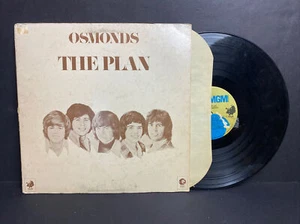 OSMONDS
THE PLAN
MGM